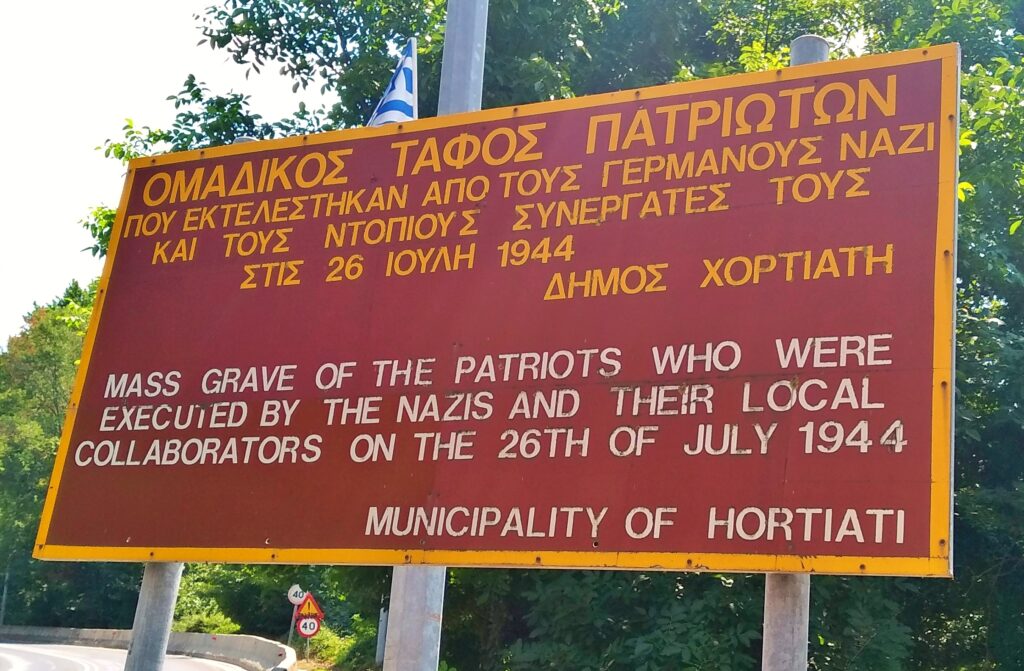 ΟΜΑΔΙΚΟΣ ΤΑΦΟΣ ΠΑΤΡΙΩΤΩΝ
ΠΟΥ ΕΚΤΕΛΕΣΤΗΚΑΝ ΑΠΟ ΤΟΥΣ ΓΕΡΜΑΝΟΥΣ ΝΑΖΙ
ΚΑΙ ΤΟΥΣ ΝΤΟΠΙΟΥΣ ΣΥΝΕΡΓΑΤΕΣ ΤΟΥΣ
ΣΤΙΣ 26 ΙΟΥΛΗ 1944
ΔΗΜΟΣ ΧΟΡΤΙΑΤΗ
MASS GRAVE OF THE PATRIOTS WHO WERE
EXECUTED BY THE NAZIS AND THEIR LOCAL
COLLABORATORS ON THE 26TH OF JULY 1944
MUNICIPALITY OF HORTIATI
40
40